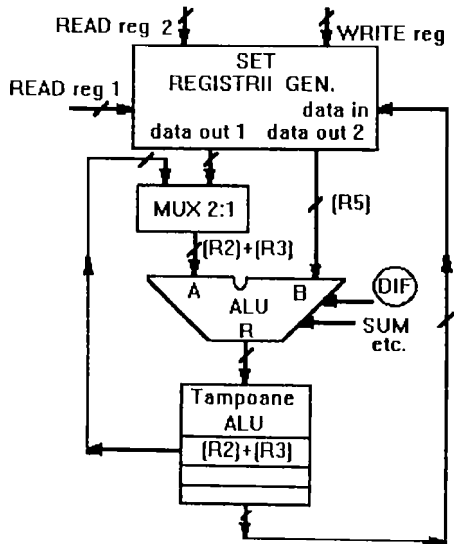 READ reg 2
WRITE reg
SET
REGISTRII GEN.
READ reg 1
data in
data out 1 data out 2
MUX 2:1
(R5)
(R2)+(R3)
A B
ALU
DIF
R
SUM
etc.
Tampoane
ALU
(R2)+(R3)